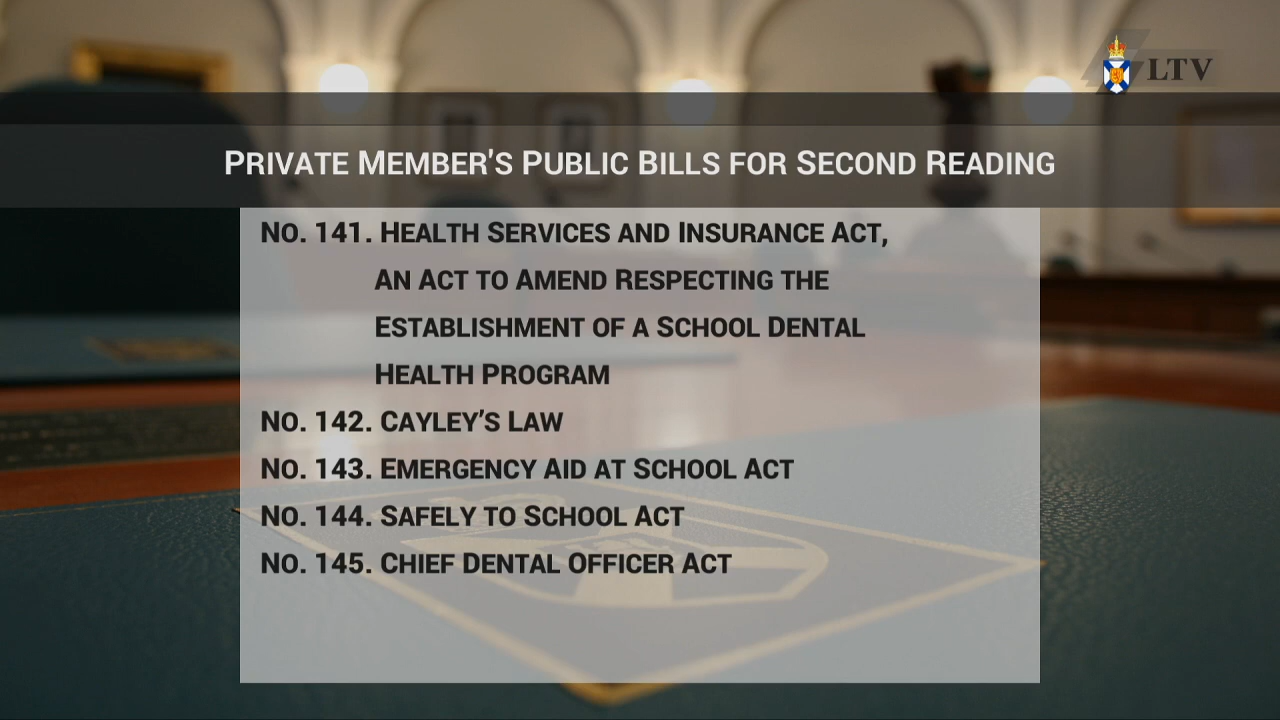 LTV
PRIVATE MEMBER'S PUBLIC BILLS FOR SECOND READING
NO. 141. HEALTH SERVICES AND INSURANCE ACT,
AN ACT TO AMEND RESPECTING THE
ESTABLISHMENT OF A SCHOOL DENTAL
HEALTH PROGRAM
NO. 142. CAYLEY’S LAW
NO. 143. EMERGENCY AID AT SCHOOL ACT
NO. 144. SAFELY TO SCHOOL ACT
NO. 145. CHIEF DENTAL OFFICER ACT